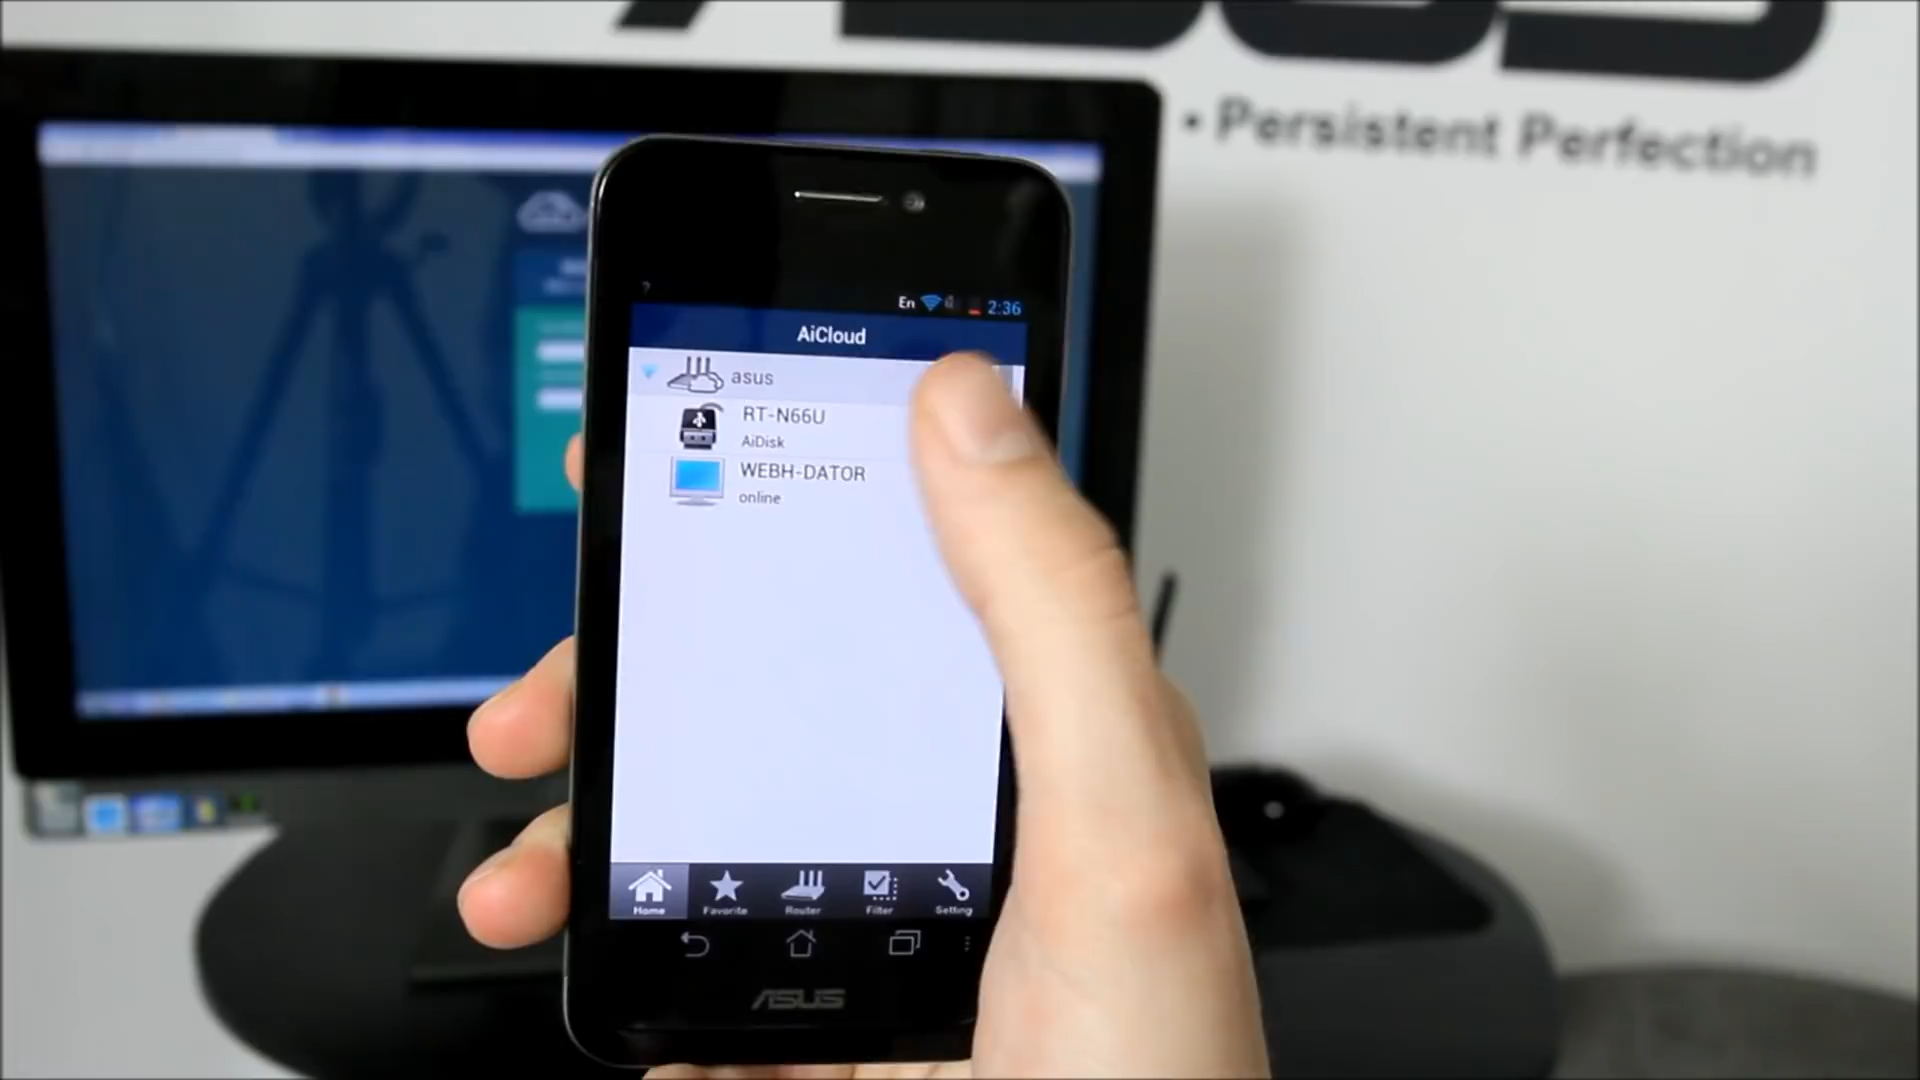 ASUS
• Persistent Perfection
?
En 2:36
AiCloud
asus
RT-N66U
AiDisk
WEBH-DATOR
online
Home Favorite Router Filter Setting
ASUS